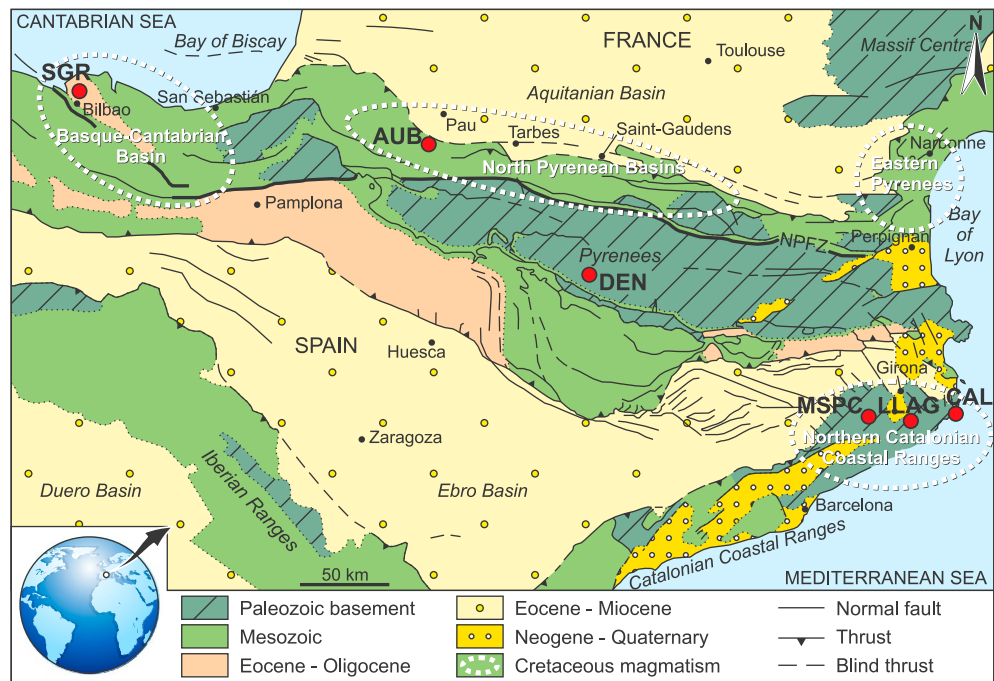 CANTABRIAN SEA
Bay of Biscay
FRANCE
Toulouse
Massif Central
N
SGR
Bilbao
San Sebastián
Aquitanian Basin
Basque-Cantabrian
Basin
AUB
Pau
Tarbes
Saint-Gaudens
North Pyrenean Basins
Narbonne
Eastern
Pyrenees
Pamplona
Bay
of
Lyon
NPFZ
Perpignan
Pyrenees
DEN
SPAIN
Huesca
Girona
MSPC
LLAG
CAL
Northern Catalonian
Coastal Ranges
Zaragoza
Iberian Ranges
Duero Basin
Ebro Basin
Barcelona
Catalonian Coastal Ranges
50 km
MEDITERRANEAN SEA
Paleozoic basement
Eocene - Miocene
Normal fault
Mesozoic
Neogene - Quaternary
Thrust
Eocene - Oligocene
Cretaceous magmatism
Blind thrust